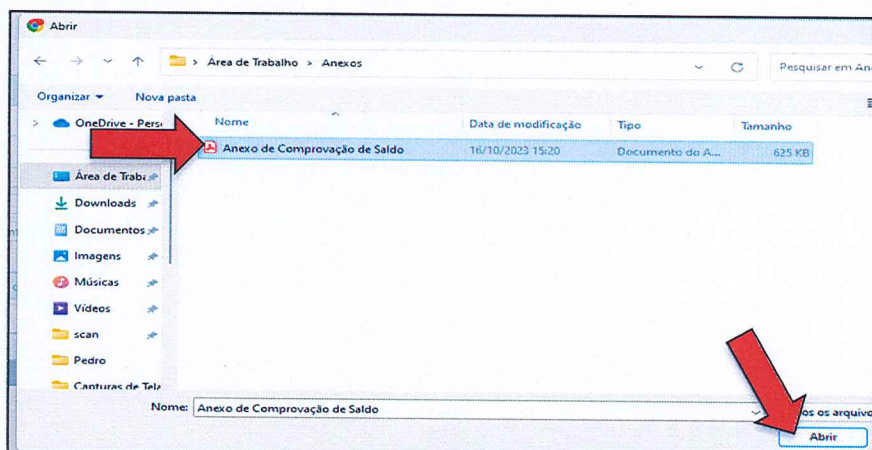 Abrir
Área de Trabalho > Anexos
Pesquisar em An
Organizar
Nova pasta
OneDrive - Pers
Nome
Data de modificação
Tipo
Tamanho
Anexo de Comprovação de Saldo
16/10/2023 15:20
Documento do A...
625 KB
Área de Traba
Downloads
Documentos
Imagens
Músicas
Vídeos
scan
Pedro
Capturas de Tela
Nome: Anexo de Comprovação de Saldo
os os arquivo
Abrir